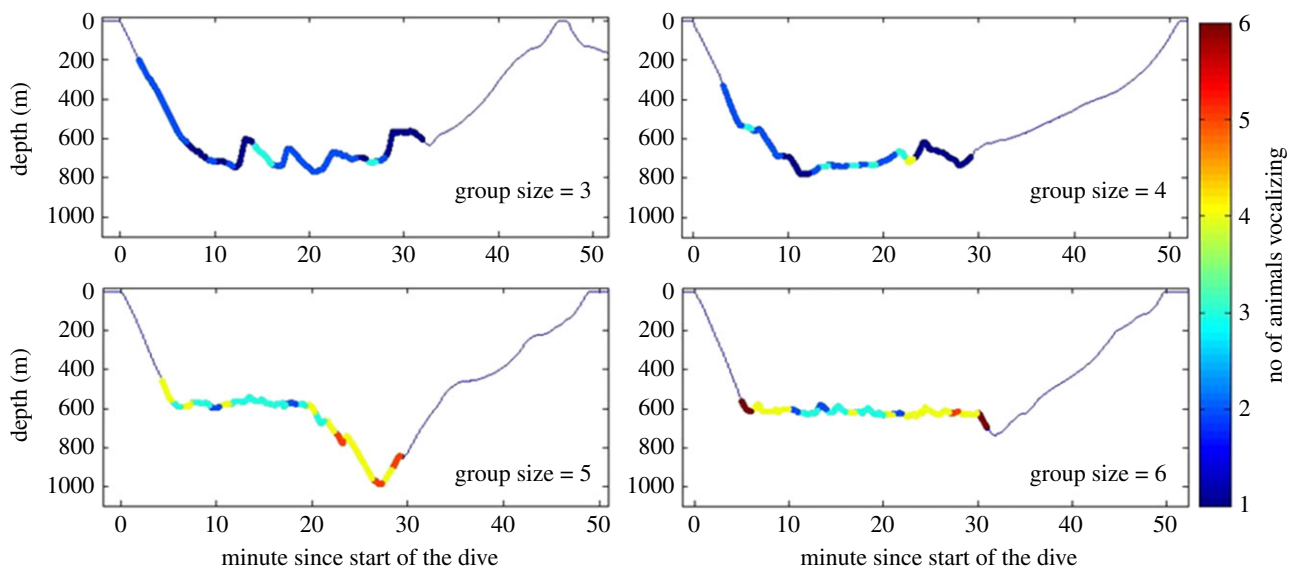 0
200
400
600
800
1000
depth (m)
group size = 3
0 10 20 30 40 50
0
200
400
600
800
1000
group size = 4
0 10 20 30 40 50
0
200
400
600
800
1000
depth (m)
group size = 5
0 10 20 30 40 50
minute since start of the dive
0
200
400
600
800
1000
group size = 6
0 10 20 30 40 50
minute since start of the dive
6
5
4
3
2
1
no of animals vocalizing